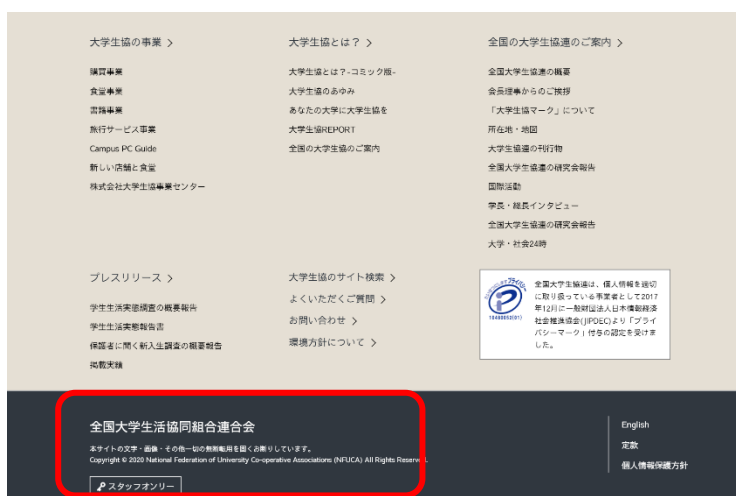 大学生協の事業 >
購買事業
食堂事業
書籍事業
旅行サービス事業
Campus PC Guide
新しい店舗と食堂
株式会社大学生協事業センター
大学生協とは？ >
大学生協とは？-コミック版-
大学生協のあゆみ
あなたの大学に大学生協を
大学生協REPORT
全国の大学生協のご案内
全国の大学生協連のご案内 >
全国大学生協連の概要
会長理事からのご挨拶
「大学生協マーク」について
所在地・地図
大学生協連の刊行物
全国大学生協連の研究会報告
国際活動
学長・総長インタビュー
全国大学生協連の研究会報告
大学・社会24時
プレスリリース >
学生生活実態調査の概要報告
学生生活実態報告書
保護者に聞く新入生調査の概要報告
掲載実績
大学生協のサイト検索 >
よくいただくご質問 >
お問い合わせ >
環境方針について >
全国大学生協連は、個人情報を適切
に取り扱っている事業者として2017
年12月に一般財団法人日本情報経済
社会推進協会(JIPDEC)より「プライ
バシーマーク」付与の認定を受けま
した。
全国大学生活協同組合連合会
本サイトの文字・画像・その他一切の無断転用を固くお断りしています。
Copyright © 2020 National Federation of University Co-operative Associations (NFUCA) All Rights Reserved.
スタッフオンリー
English
定款
個人情報保護方針